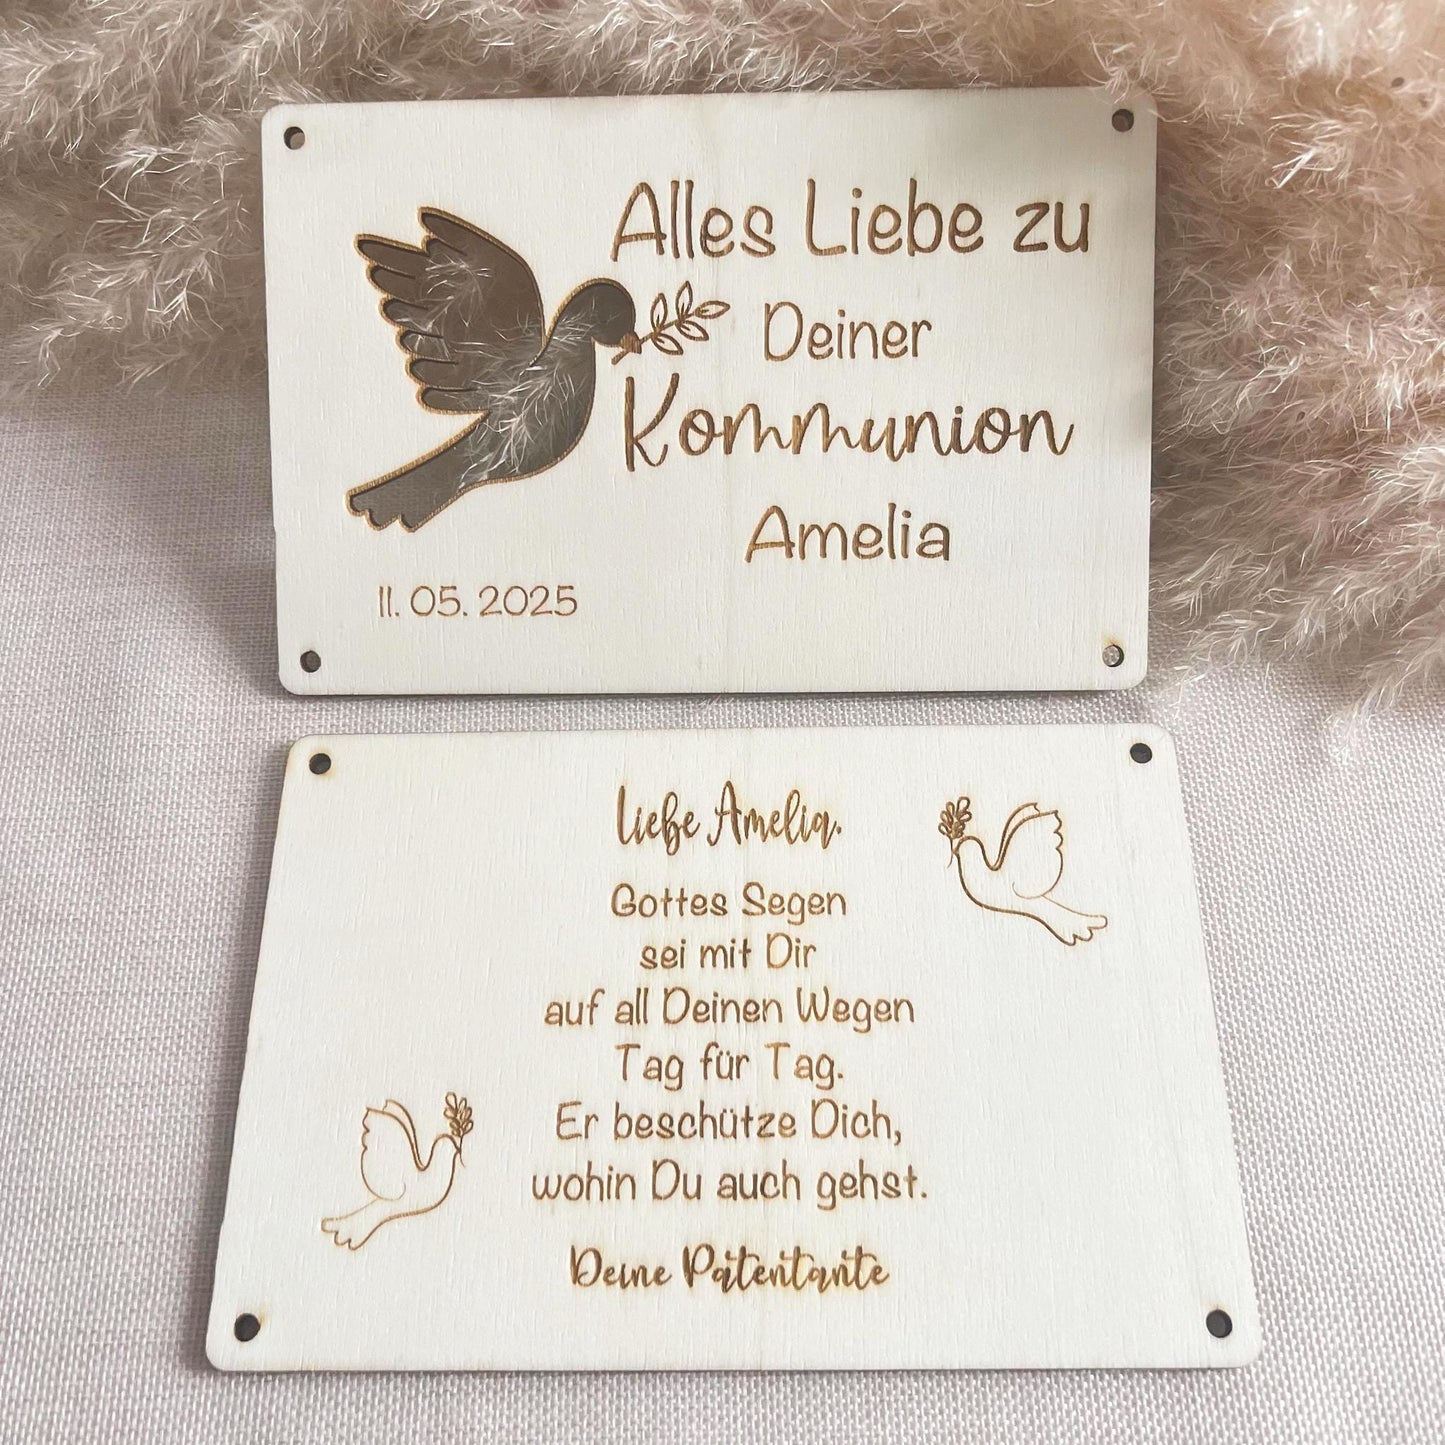 Alles Liebe zu
Deiner
Kommunion
Amelia
11. 05. 2025
Liebe Amelia.
Gottes Segen
sei mit Dir
auf all Deinen Wegen
Tag für Tag.
Er beschütze Dich,
wohin Du auch gehst.
Deine Patentante